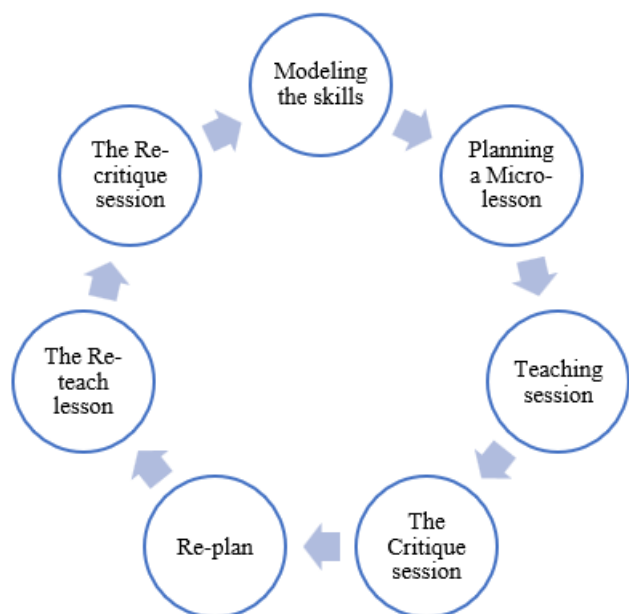 Modeling
the skills
Planning
a Micro-
lesson
Teaching
session
The
Critique
session
Re-plan
The Re-
teach
lesson
The Re-
critique
session